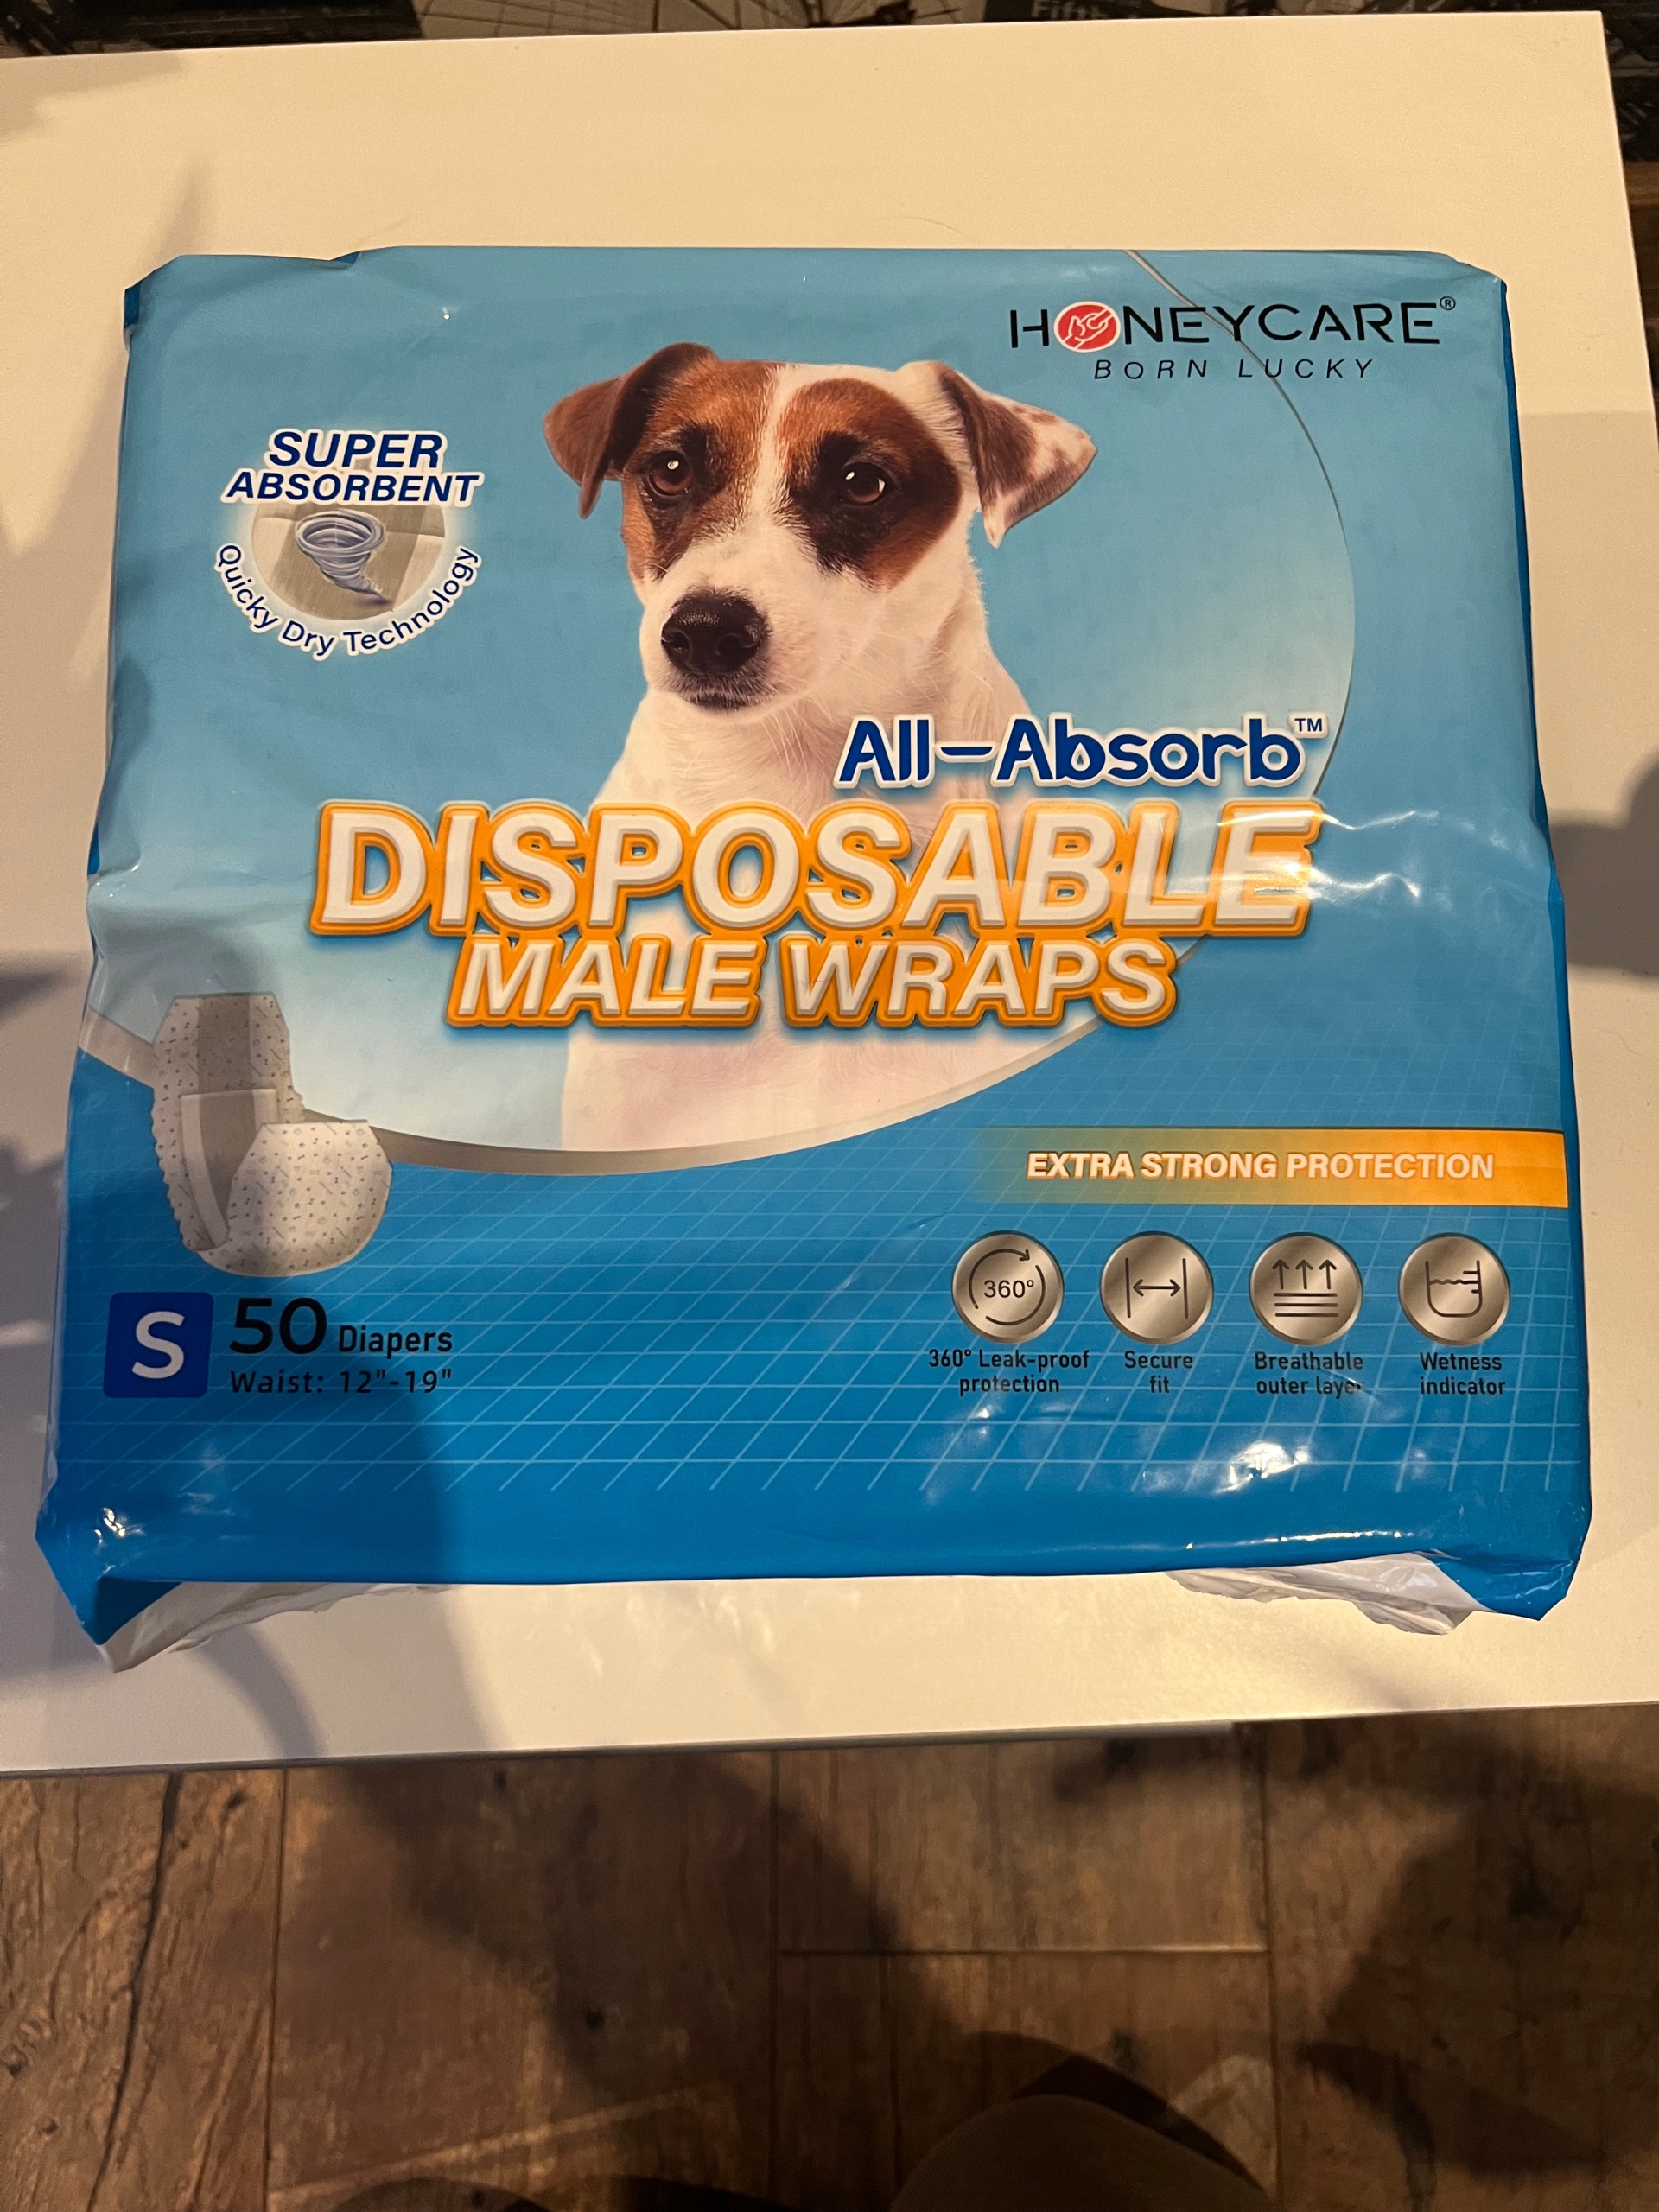 Fifth
HONEYCARE®
BORN LUCKY
SUPER
ABSORBENT
Quicky Dry Technology
All-Absorb™
DISPOSABLE
MALE WRAPS
EXTRA STRONG PROTECTION
360°
360° Leak-proof
protection
Secure
fit
Breathable
outer layer
Wetness
indicator
S
50 Diapers
Waist: 12"-19"